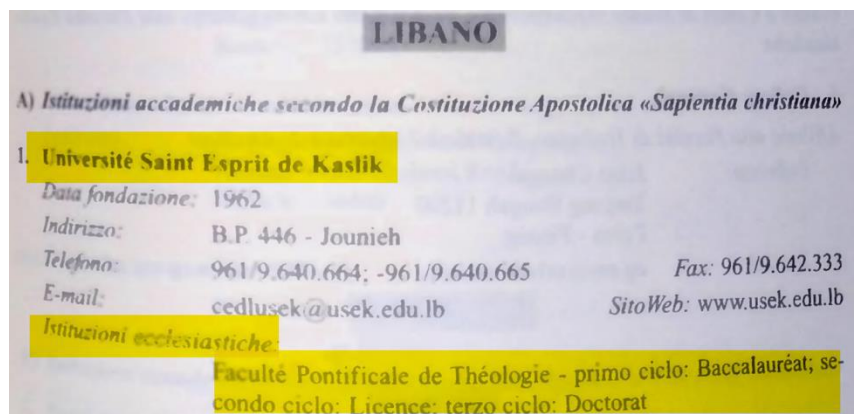 LIBANO
A) Istituzioni accademiche secondo la Costituzione Apostolica «Sapientia christiana»
1. Université Saint Esprit de Kaslik
Data fondazione: 1962
Indirizzo: B.P. 446 - Jounieh
Telefono: 961/9.640.664; -961/9.640.665 Fax: 961/9.642.333
E-mail: cedlusek@usek.edu.lb Sito Web: www.usek.edu.lb
Istituzioni ecclesiastiche:
Faculté Pontificale de Théologie - primo ciclo: Baccalauréat; se-
condo ciclo: Licence; terzo ciclo: Doctorat